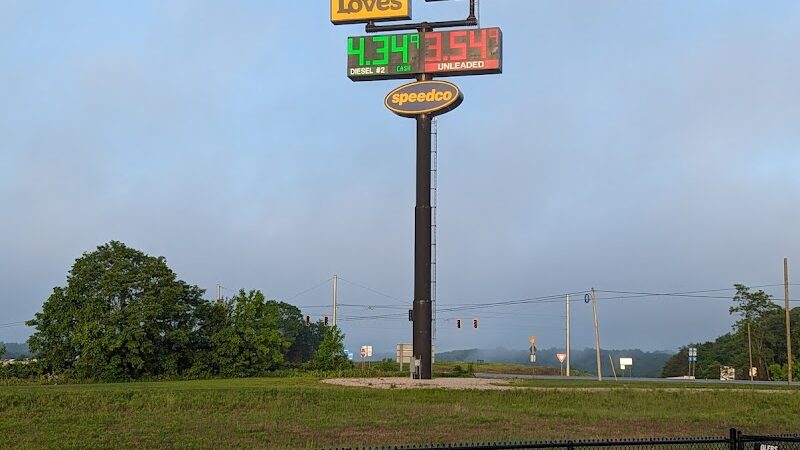 Loves
4.34⁹ 3.54⁹
DIESEL #2 CASH UNLEADED
speedco